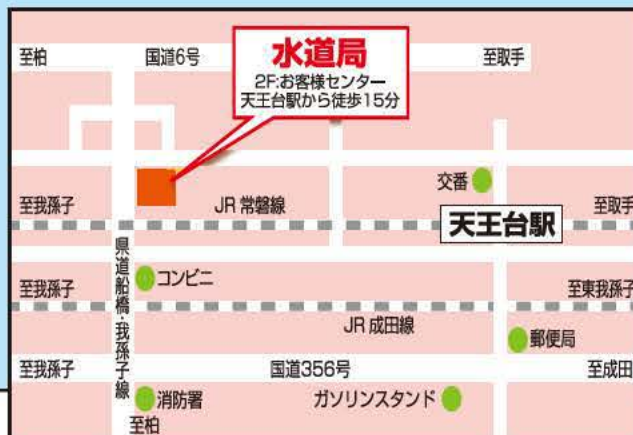 水道局
2F:お客様センター
天王台駅から徒歩15分
至柏
国道6号
至取手
交番
至我孫子
JR 常磐線
天王台駅
至取手
県道船橋・我孫子線
コンビニ
至我孫子
至東我孫子
JR 成田線
郵便局
至我孫子
国道356号
至成田
消防署
ガソリンスタンド
至柏